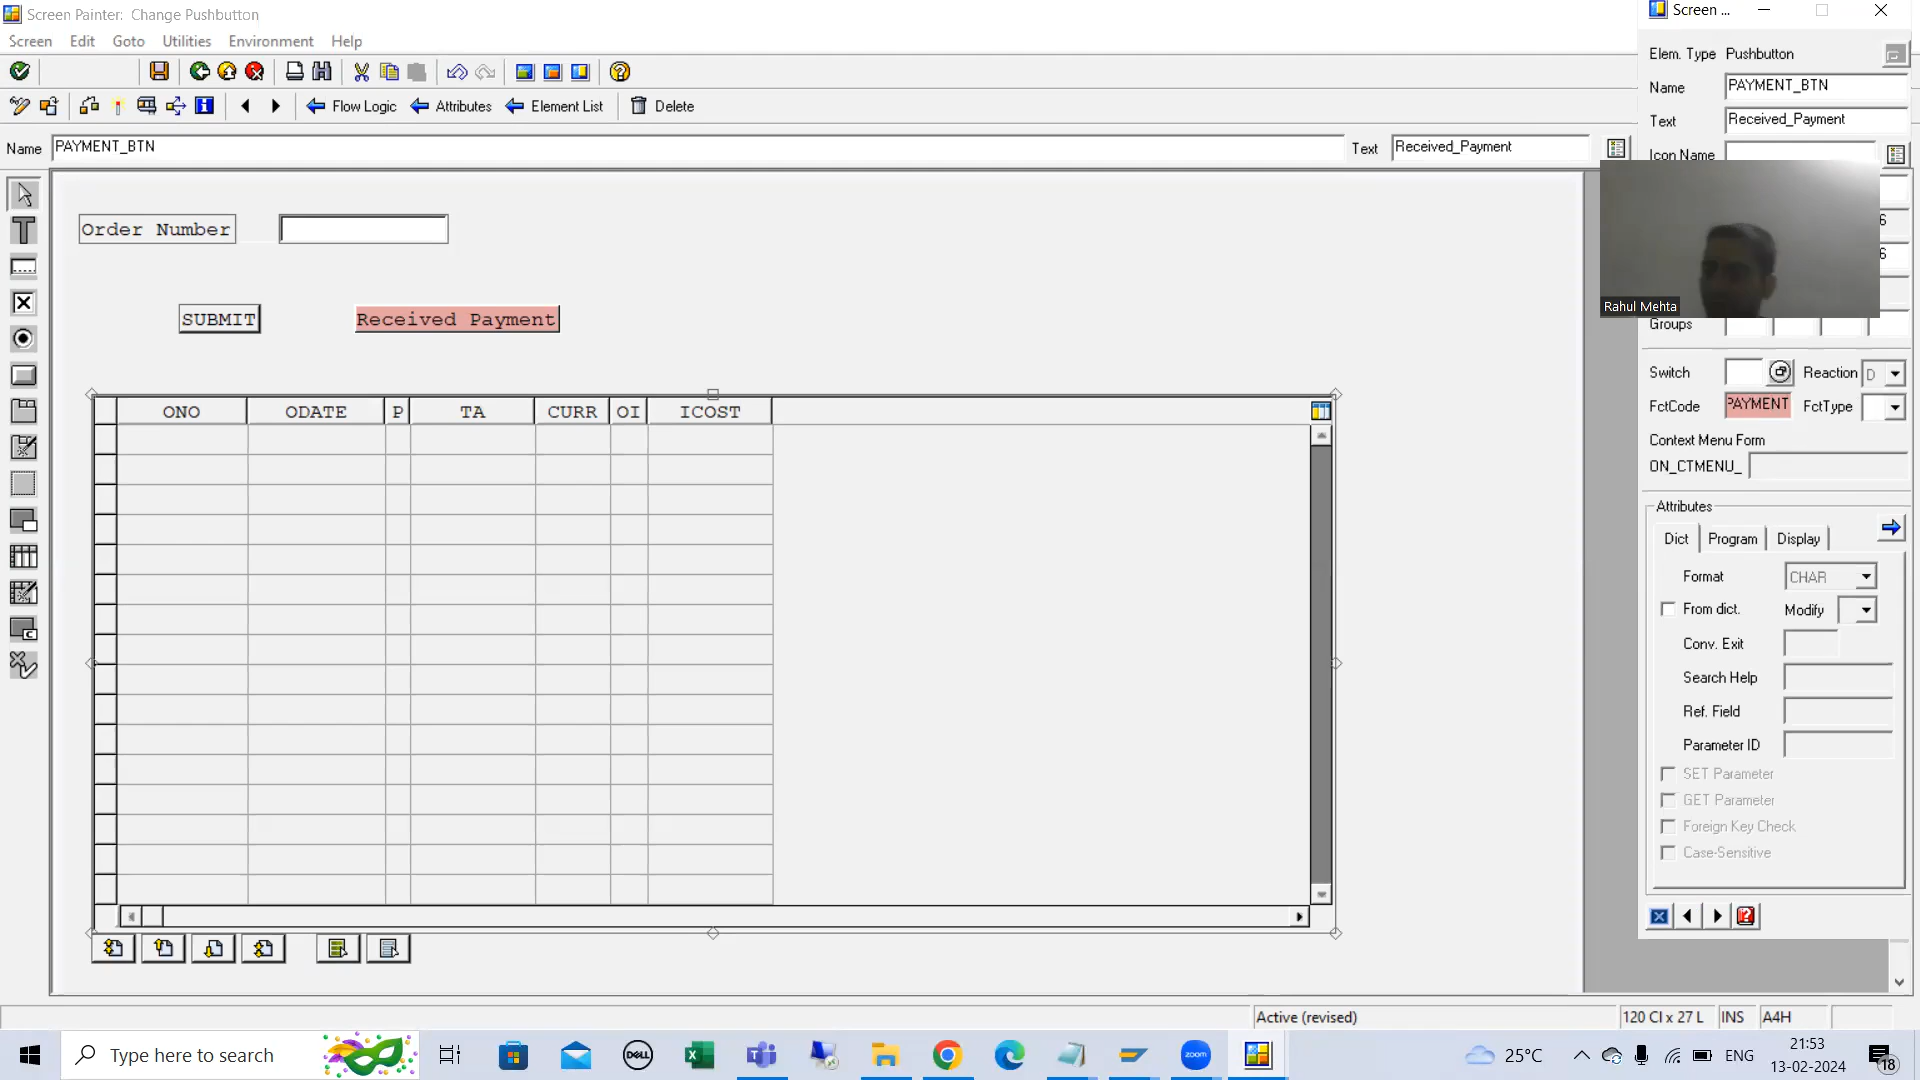 Screen Painter: Change Pushbutton
Screen ...
Screen Edit Goto Utilities Environment Help
Elem. Type Pushbutton
Name PAYMENT_BTN
Text Received_Payment
Icon Name
Flow Logic Attributes Element List Delete
Name PAYMENT_BTN Text Received_Payment
Order Number
SUBMIT Received Payment
Rahul Mehta
6
6
Groups
Switch Reaction D
FctCode PAYMENT FctType
Context Menu Form
ON_CTMENU_
ONO ODATE P TA CURR OI ICOST
Attributes
Dict Program Display
Format CHAR
From dict. Modify
Conv. Exit
Search Help
Ref. Field
Parameter ID
SET Parameter
GET Parameter
Foreign Key Check
Case-Sensitive
Active (revised) 120 Cl x 27 L INS A4H
Type here to search
DELL
zoom
25°C
ENG
21:53
13-02-2024
18